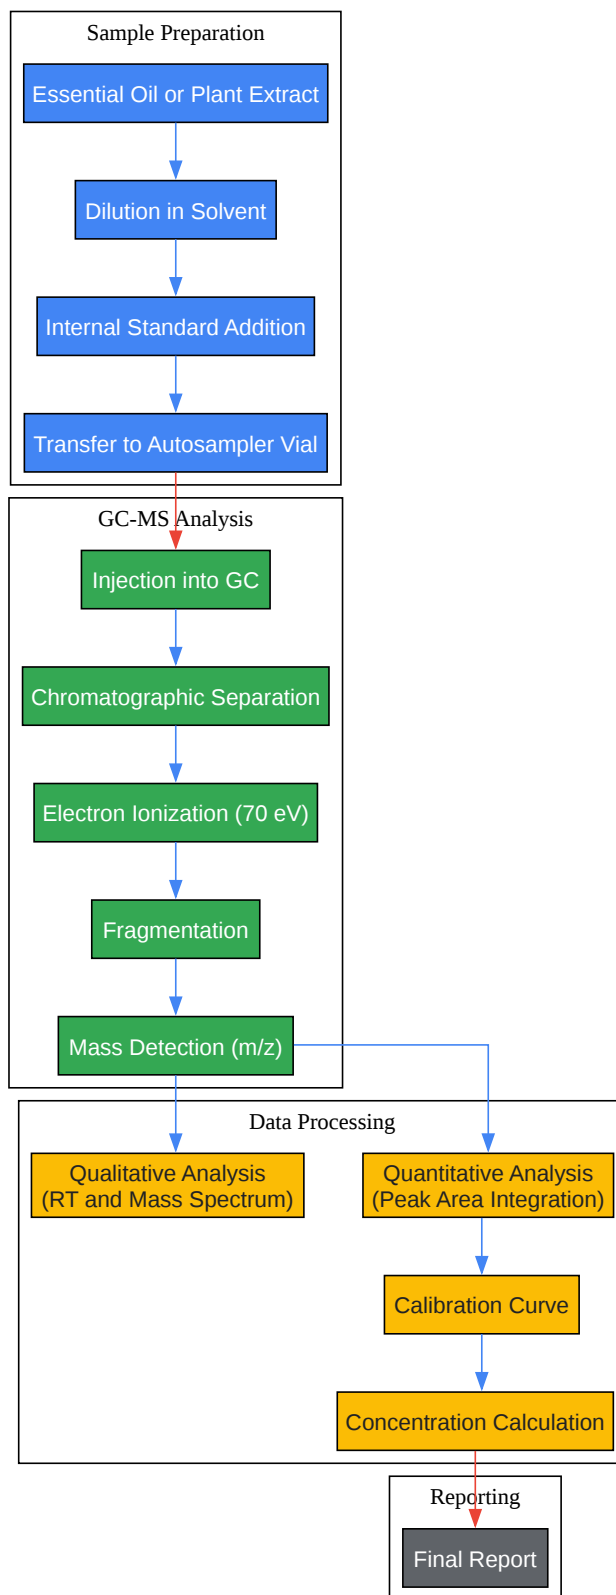 Sample Preparation
Essential Oil or Plant Extract
Dilution in Solvent
Internal Standard Addition
Transfer to Autosampler Vial
GC-MS Analysis
Injection into GC
Chromatographic Separation
Electron Ionization (70 eV)
Fragmentation
Mass Detection (m/z)
Data Processing
Qualitative Analysis
(RT and Mass Spectrum)
Quantitative Analysis
(Peak Area Integration)
Calibration Curve
Concentration Calculation
Reporting
Final Report